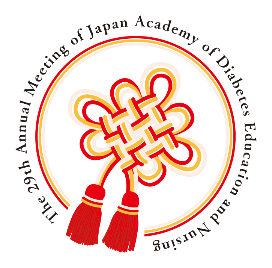 The 29th Annual Meeting of Japan Academy of Diabetes Education and Nursing